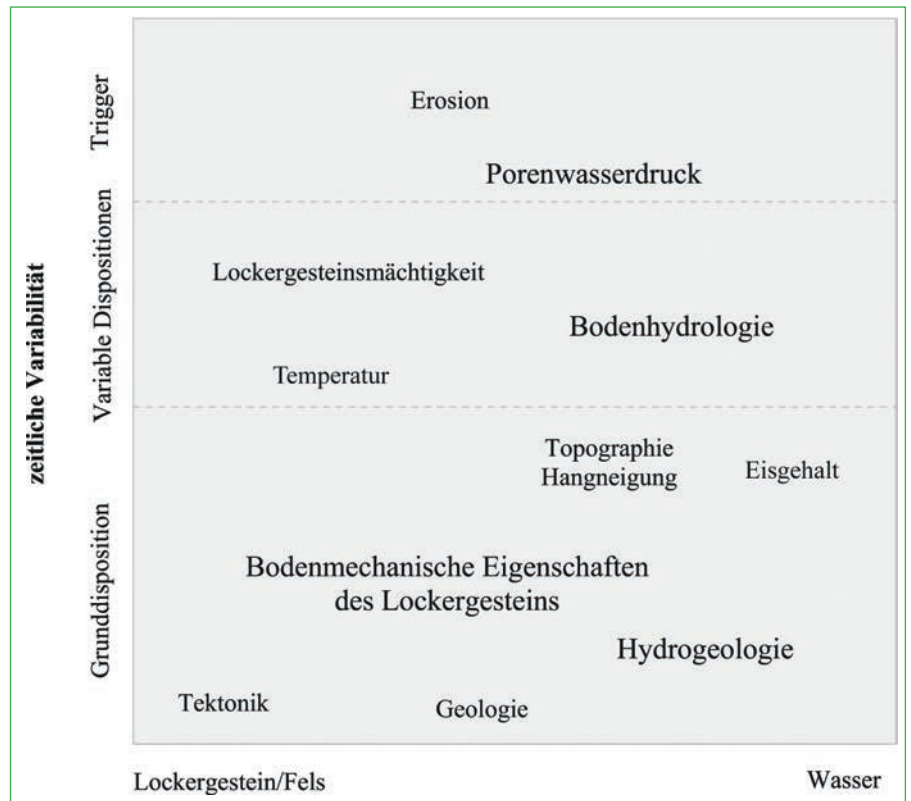 Erosion
Porenwasserdruck
Lockergesteinsmächtigkeit
Bodenhydrologie
Temperatur
Topographie
Hangneigung
Eisgehalt
Bodenmechanische Eigenschaften
des Lockergesteins
Hydrogeologie
Tektonik
Geologie
Lockergestein/Fels
Wasser
zeitliche Variabilität
Trigger
Variable Dispositionen
Grunddisposition